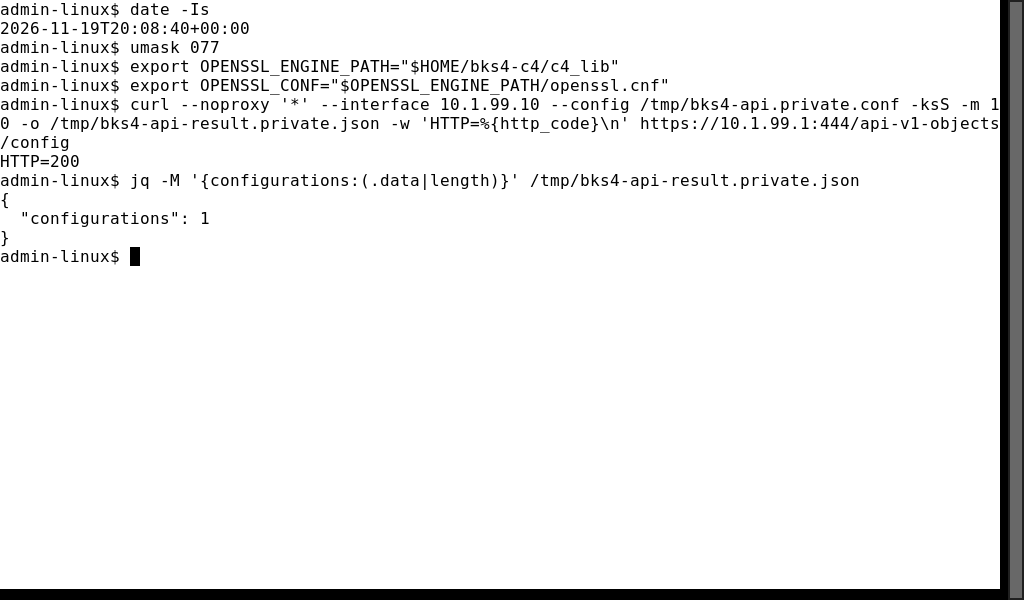 admin-linux$ date -Is
2026-11-19T20:08:40+00:00
admin-linux$ umask 077
admin-linux$ export OPENSSL_ENGINE_PATH="$HOME/bks4-c4/c4_lib"
admin-linux$ export OPENSSL_CONF="$OPENSSL_ENGINE_PATH/openssl.cnf"
admin-linux$ curl --noproxy '*' --interface 10.1.99.10 --config /tmp/bks4-api.private.conf -ksS -m 1
0 -o /tmp/bks4-api-result.private.json -w 'HTTP=%{http_code}\n' https://10.1.99.1:444/api-v1-objects
/config
HTTP=200
admin-linux$ jq -M '{configurations:(.data|length)}' /tmp/bks4-api-result.private.json
{
  "configurations": 1
}
admin-linux$